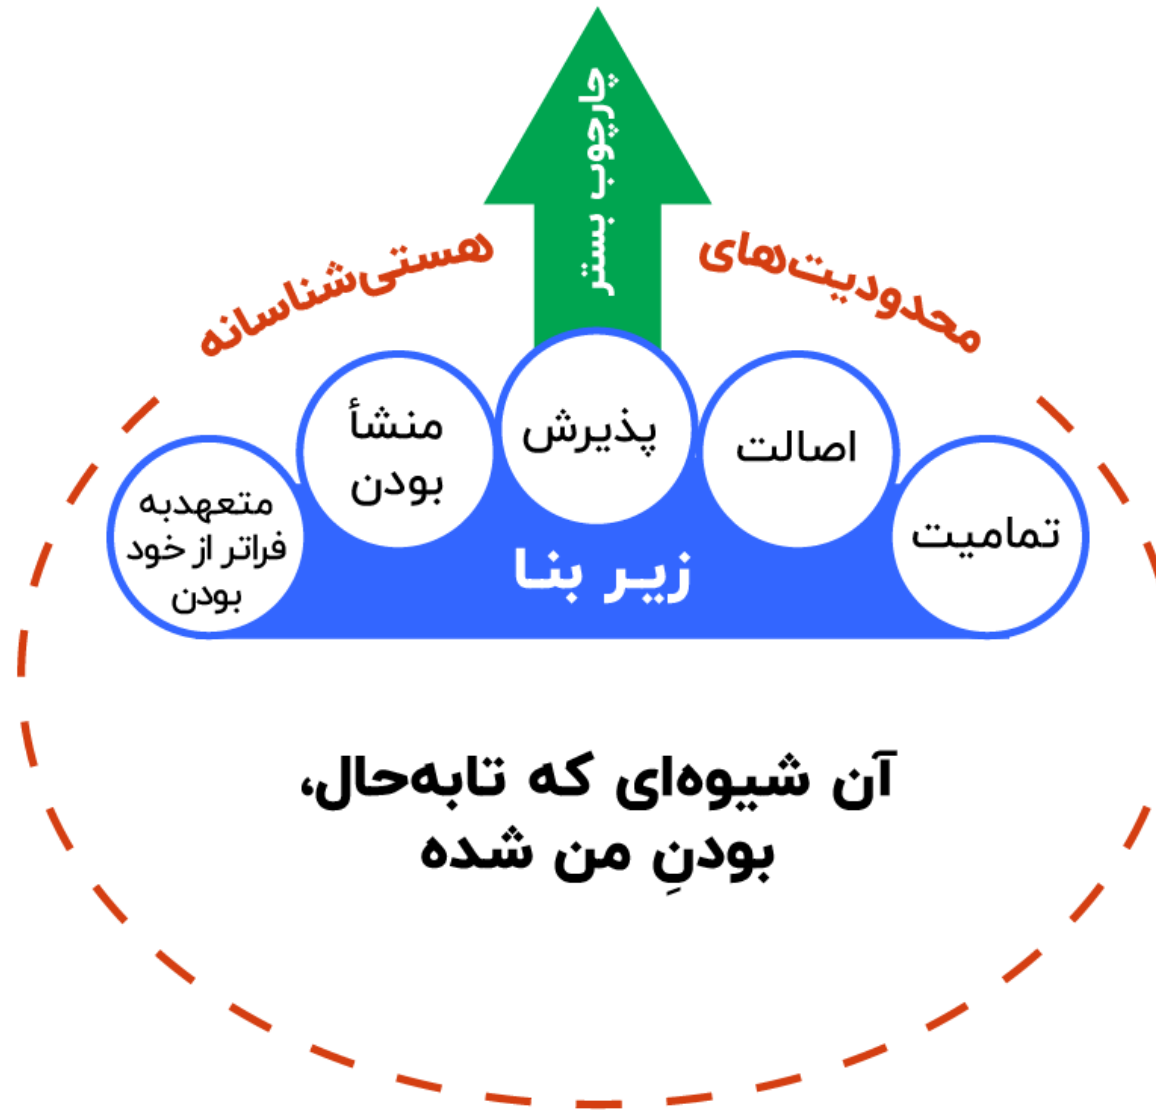 چارچوب بستر
محدودیت‌های هستی‌شناسانه
تمامیت
اصالت
پذیرش
منشأ
بودن
متعهدبه
فراتر از خود
بودن
زیر بنا
آن شیوه‌ای که تابه‌حال،
بودنِ من شده